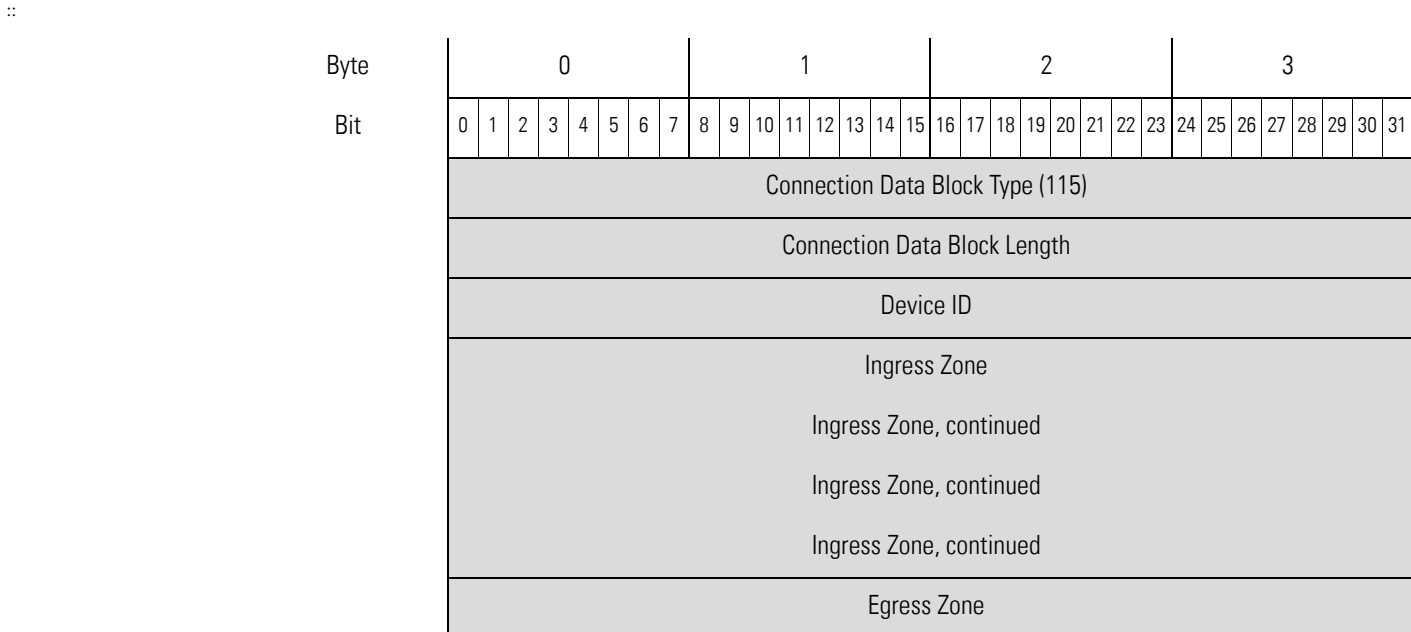 ::
Byte 0 1 2 3
Bit 0 1 2 3 4 5 6 7 8 9 10 11 12 13 14 15 16 17 18 19 20 21 22 23 24 25 26 27 28 29 30 31
Connection Data Block Type (115)
Connection Data Block Length
Device ID
Ingress Zone
Ingress Zone, continued
Ingress Zone, continued
Ingress Zone, continued
Egress Zone